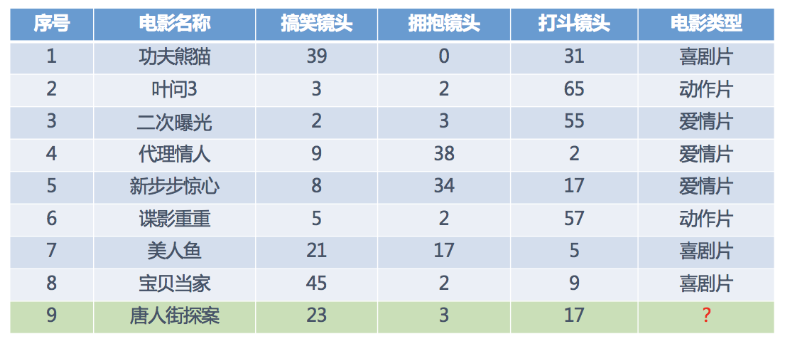 序号 电影名称 搞笑镜头 拥抱镜头 打斗镜头 电影类型
1 功夫熊猫 39 0 31 喜剧片
2 叶问3 3 2 65 动作片
3 二次曝光 2 3 55 爱情片
4 代理情人 9 38 2 爱情片
5 新步步惊心 8 34 17 爱情片
6 谍影重重 5 2 57 动作片
7 美人鱼 21 17 5 喜剧片
8 宝贝当家 45 2 9 喜剧片
9 唐人街探案 23 3 17 ?